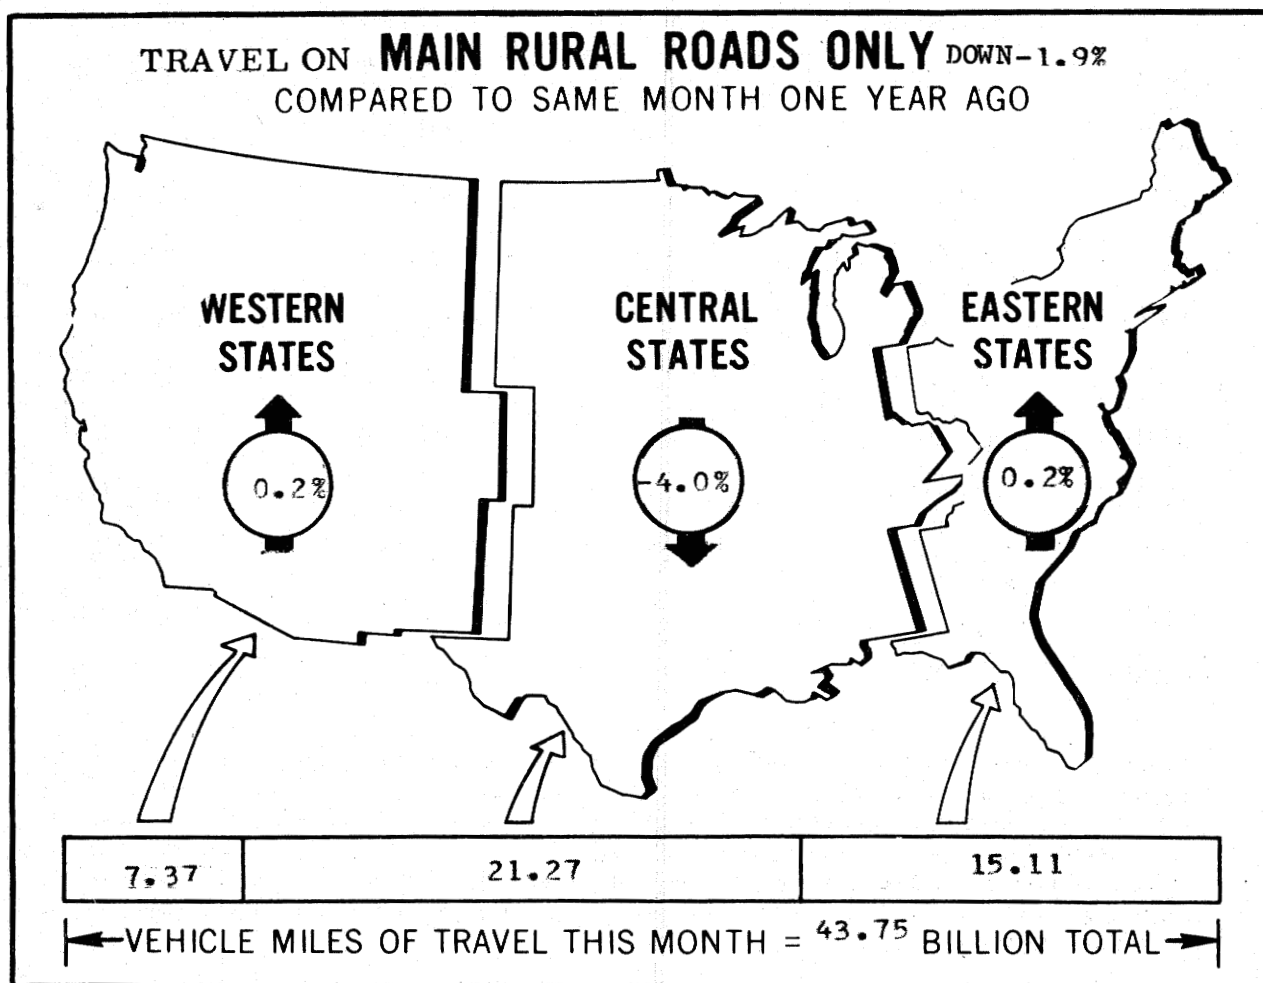 TRAVEL ON MAIN RURAL ROADS ONLY DOWN-1.9%
COMPARED TO SAME MONTH ONE YEAR AGO
WESTERN
STATES
0.2%
CENTRAL
STATES
-4.0%
EASTERN
STATES
0.2%
7.37
21.27
15.11
VEHICLE MILES OF TRAVEL THIS MONTH = 43.75 BILLION TOTAL